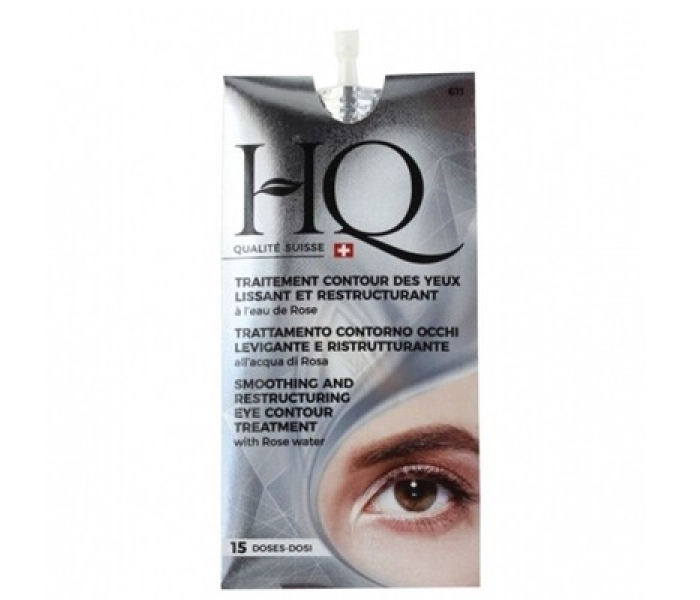 611
HQ
QUALITÉ SUISSE
TRAITEMENT CONTOUR DES YEUX
LISSANT ET RESTRUCTURANT
à l'eau de Rose
TRATTAMENTO CONTORNO OCCHI
LEVIGANTE E RISTRUTTURANTE
all'acqua di Rosa
SMOOTHING AND
RESTRUCTURING
EYE CONTOUR
TREATMENT
with Rose water
15 DOSES-DOSI